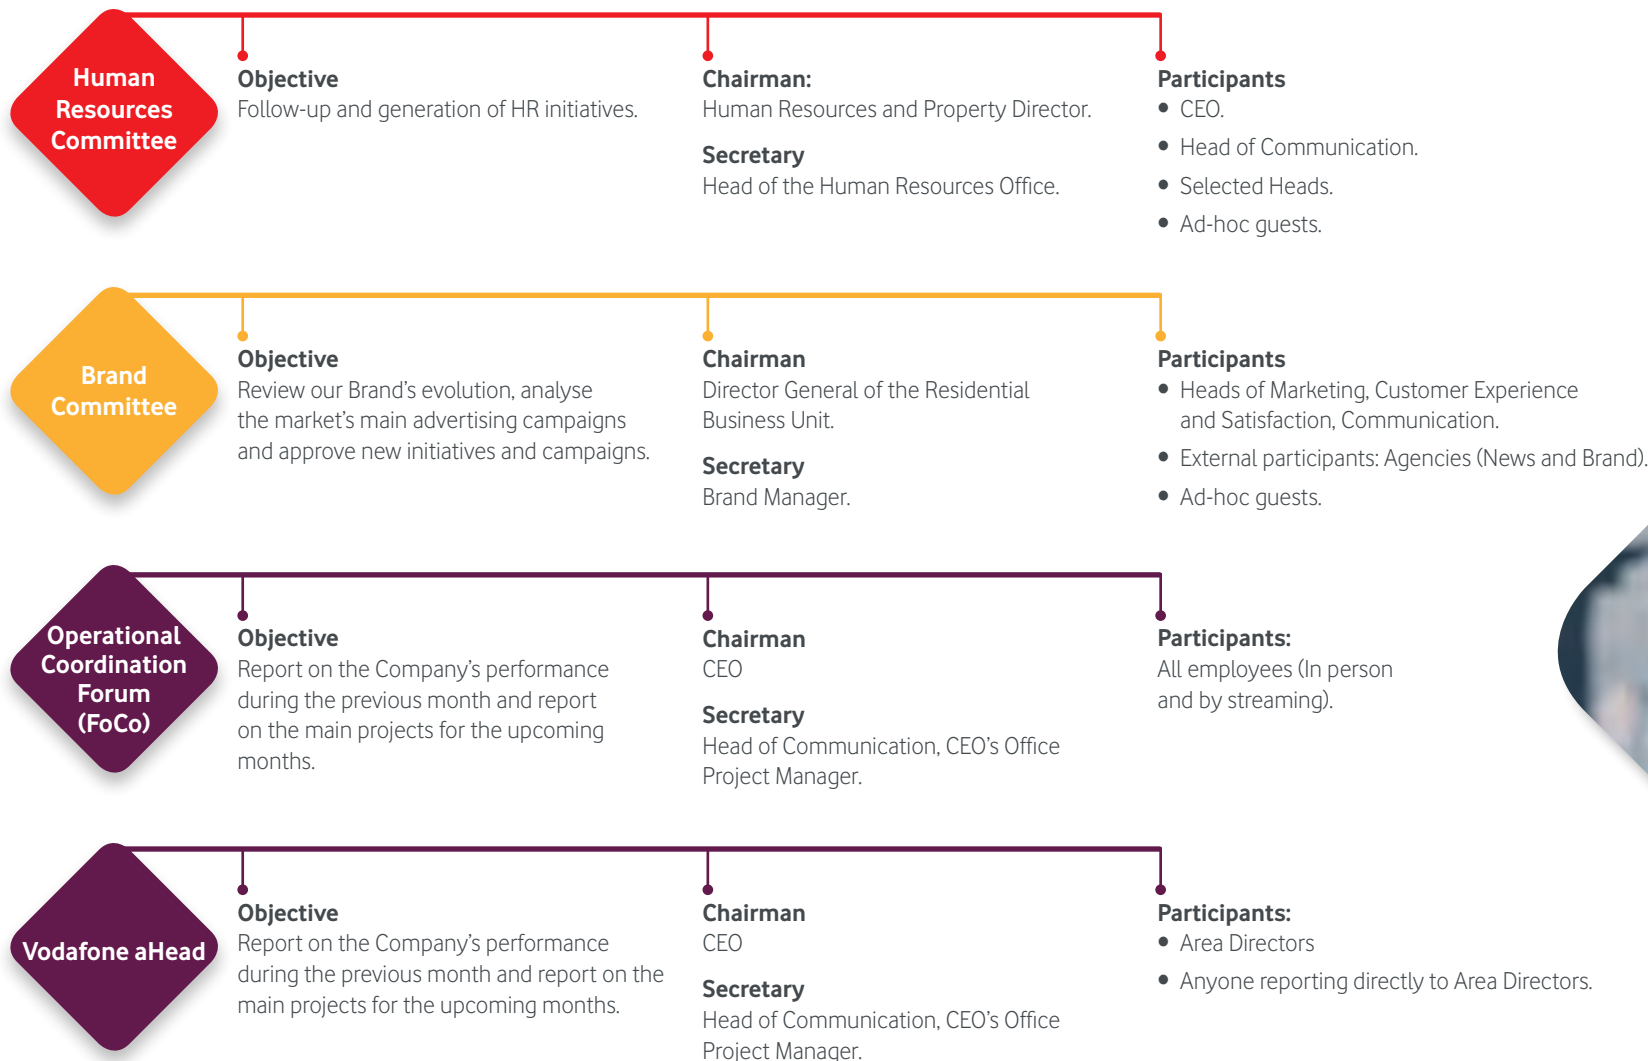 Human
Resources
Committee
Objective
Follow-up and generation of HR initiatives.
Chairman:
Human Resources and Property Director.
Secretary
Head of the Human Resources Office.
Participants
• CEO.
• Head of Communication.
• Selected Heads.
• Ad-hoc guests.
Brand
Committee
Objective
Review our Brand's evolution, analyse
the market's main advertising campaigns
and approve new initiatives and campaigns.
Chairman
Director General of the Residential
Business Unit.
Secretary
Brand Manager.
Participants
• Heads of Marketing, Customer Experience
and Satisfaction, Communication.
• External participants: Agencies (News and Brand).
• Ad-hoc guests.
Operational
Coordination
Forum
(FoCo)
Objective
Report on the Company's performance
during the previous month and report
on the main projects for the upcoming
months.
Chairman
CEO
Secretary
Head of Communication, CEO's Office
Project Manager.
Participants:
All employees (In person
and by streaming).
Vodafone aHead
Objective
Report on the Company's performance
during the previous month and report on the
main projects for the upcoming months.
Chairman
CEO
Secretary
Head of Communication, CEO's Office
Project Manager.
Participants:
• Area Directors
• Anyone reporting directly to Area Directors.